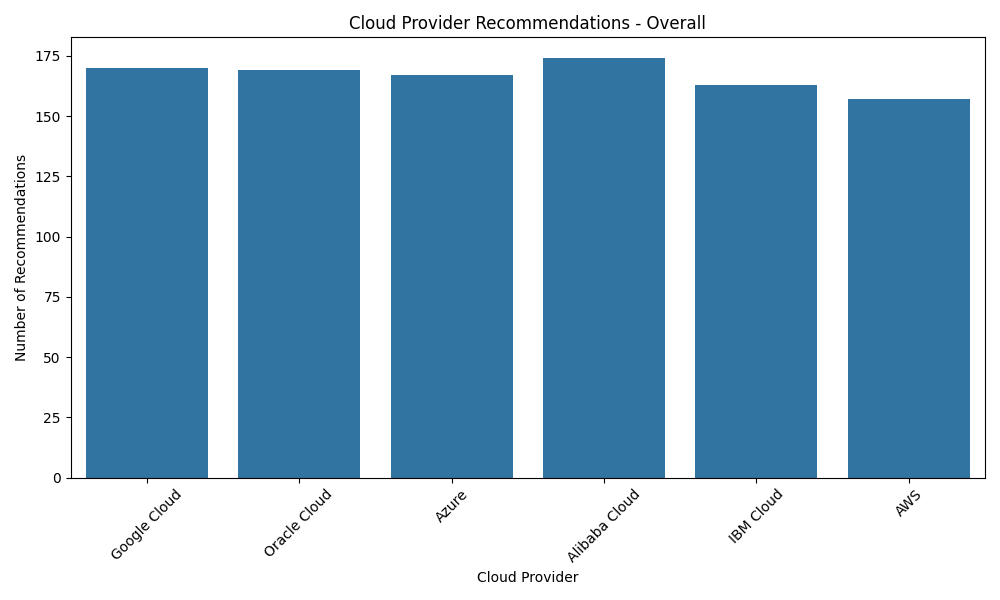 Cloud Provider Recommendations - Overall
Number of Recommendations
175
150
125
100
75
50
25
0
Google Cloud
Oracle Cloud
Azure
Alibaba Cloud
IBM Cloud
AWS
Cloud Provider